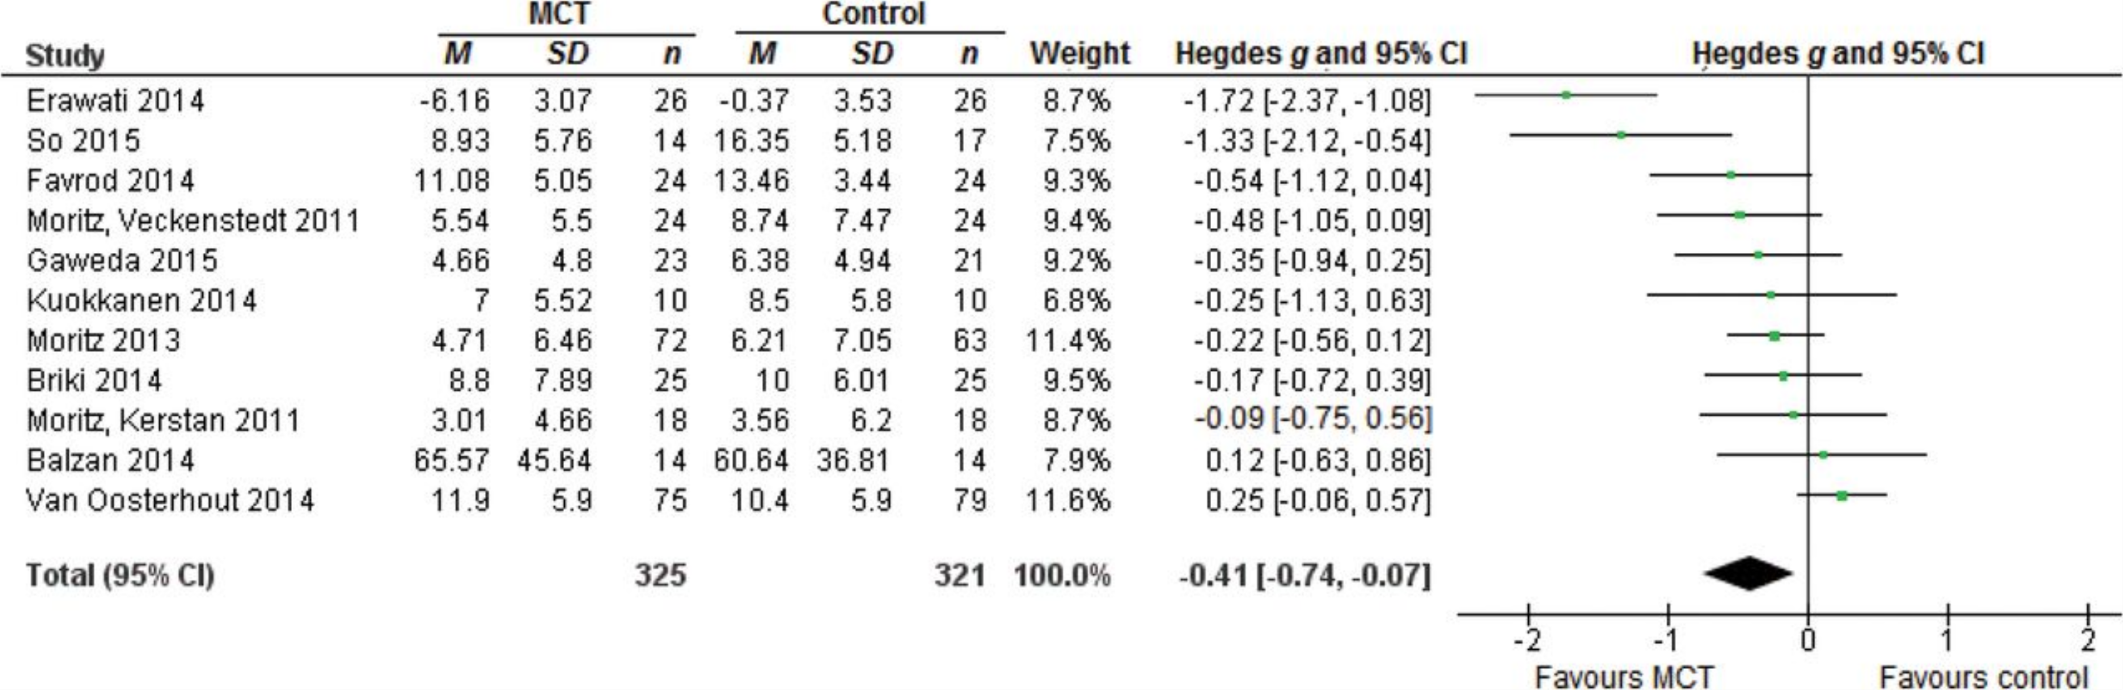 MCT Control
Study M SD n M SD n Weight Hegdes g and 95% CI Hegdes g and 95% CI
Erawati 2014 -6.16 3.07 26 -0.37 3.53 26 8.7% -1.72 [-2.37, -1.08]
So 2015 8.93 5.76 14 16.35 5.18 17 7.5% -1.33 [-2.12, -0.54]
Favrod 2014 11.08 5.05 24 13.46 3.44 24 9.3% -0.54 [-1.12, 0.04]
Moritz, Veckenstedt 2011 5.54 5.5 24 8.74 7.47 24 9.4% -0.48 [-1.05, 0.09]
Gaweda 2015 4.66 4.8 23 6.38 4.94 21 9.2% -0.35 [-0.94, 0.25]
Kuokkanen 2014 7 5.52 10 8.5 5.8 10 6.8% -0.25 [-1.13, 0.63]
Moritz 2013 4.71 6.46 72 6.21 7.05 63 11.4% -0.22 [-0.56, 0.12]
Briki 2014 8.8 7.89 25 10 6.01 25 9.5% -0.17 [-0.72, 0.39]
Moritz, Kerstan 2011 3.01 4.66 18 3.56 6.2 18 8.7% -0.09 [-0.75, 0.56]
Balzan 2014 65.57 45.64 14 60.64 36.81 14 7.9% 0.12 [-0.63, 0.86]
Van Oosterhout 2014 11.9 5.9 75 10.4 5.9 79 11.6% 0.25 [-0.06, 0.57]
Total (95% CI) 325 321 100.0% -0.41 [-0.74, -0.07]
-2 -1 0 1 2
Favours MCT Favours control